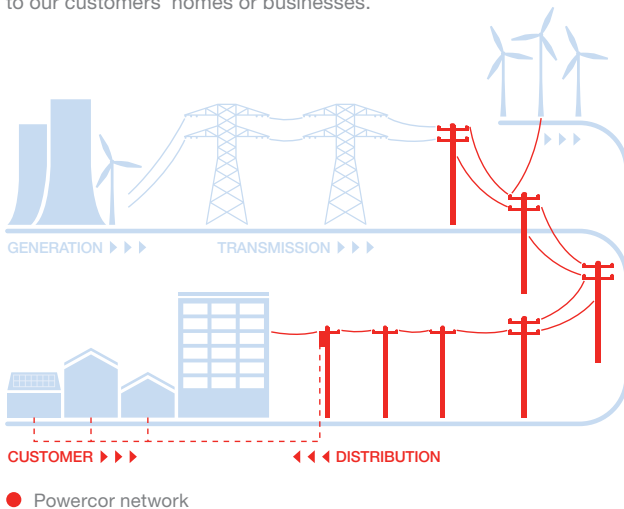 to our customers’ homes or businesses.
GENERATION ▶ ▶ ▶
TRANSMISSION ▶ ▶ ▶
▶ ▶ ▶
CUSTOMER ▶ ▶ ▶
◀ ◀ ◀ DISTRIBUTION
Powercor network